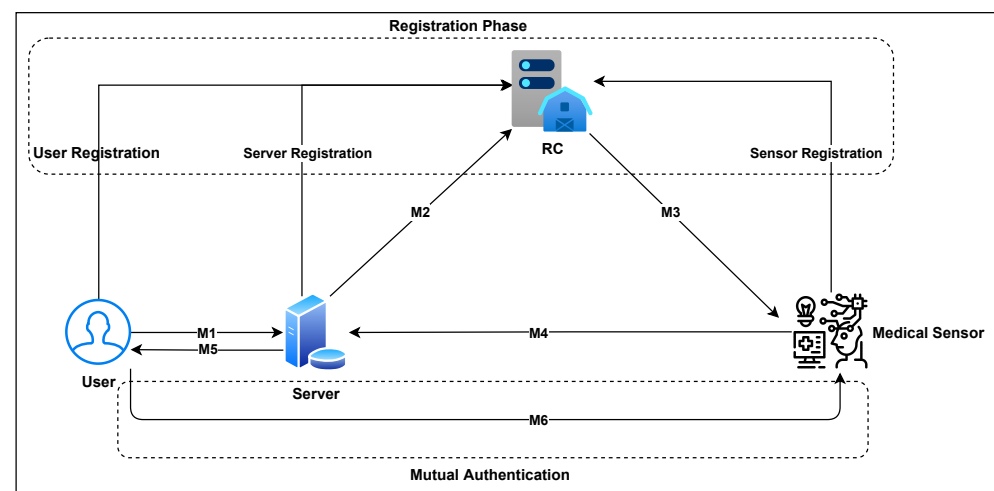 Registration Phase
RC
User Registration
Server Registration
Sensor Registration
M2
M3
M1
M4
Medical Sensor
M5
User
Server
M6
Mutual Authentication